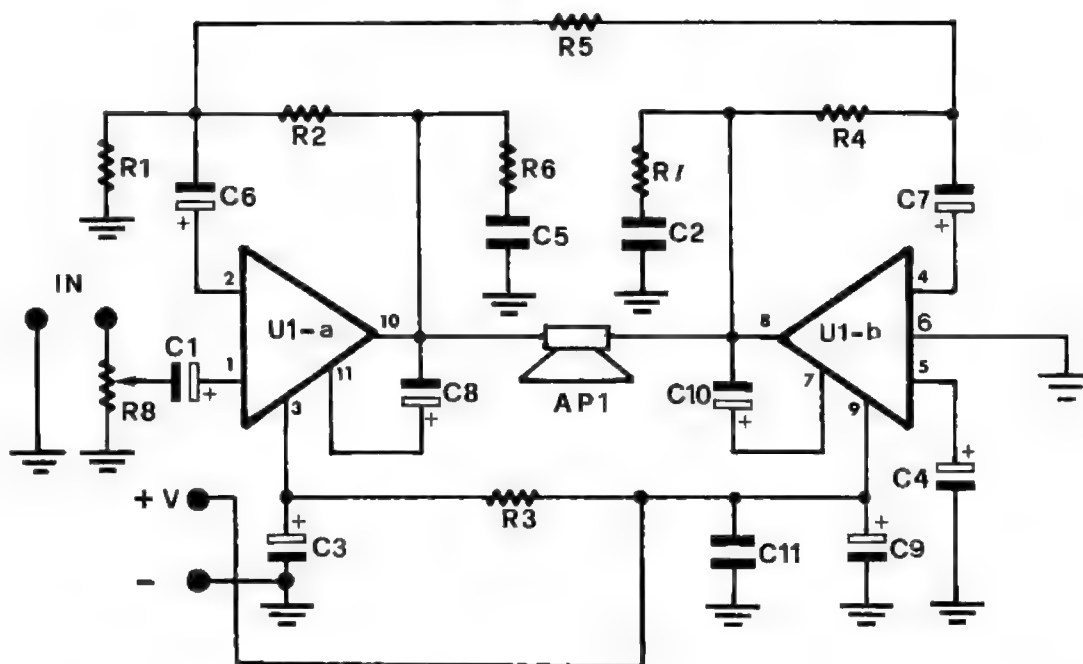 R5
R2
R4
R1
C6
R6
R7
C7
+
C5
C2
+
IN
2
4
U1-a
10
8
U1-b
6
C1
1
11
5
R8
+
3
C8
AP1
C10
7
9
+
+
C4
+
+ V
R3
+
C3
C11
+
C9
-